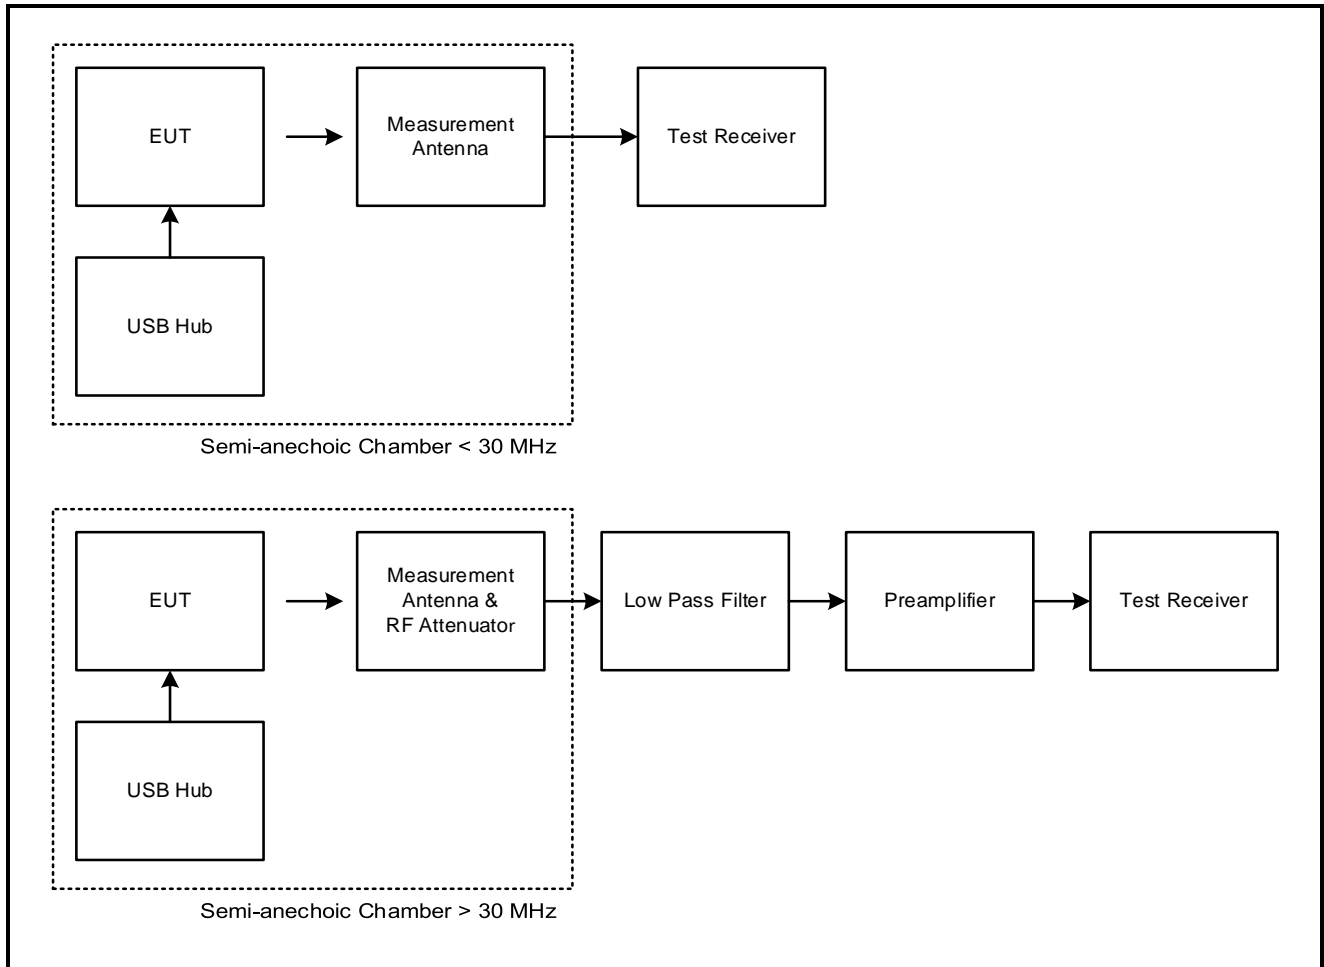 EUT
Measurement
Antenna
Test Receiver
USB Hub
Semi-anechoic Chamber < 30 MHz
EUT
Measurement
Antenna &
RF Attenuator
Low Pass Filter
Preamplifier
Test Receiver
USB Hub
Semi-anechoic Chamber > 30 MHz